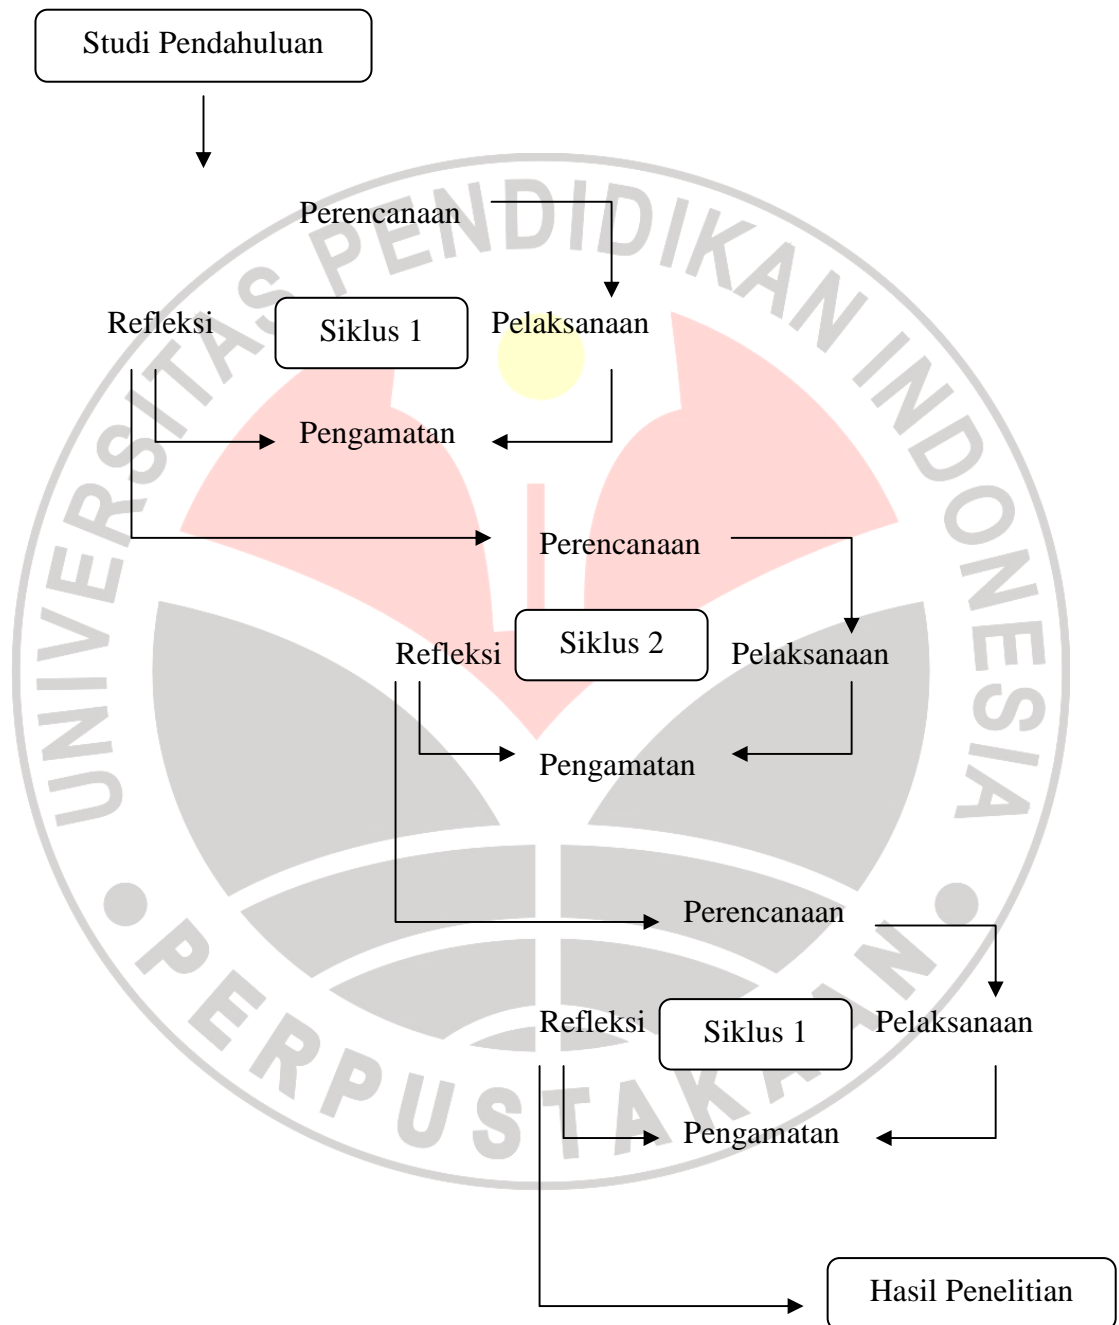 Studi Pendahuluan
UNIVERSITAS PENDIDIKAN INDONESIA
Perencanaan
Refleksi
Siklus 1
Pelaksanaan
Pengamatan
Perencanaan
Refleksi
Siklus 2
Pelaksanaan
Pengamatan
Perencanaan
Refleksi
Siklus 1
Pelaksanaan
Pengamatan
PERPUSTAKAAN
Hasil Penelitian